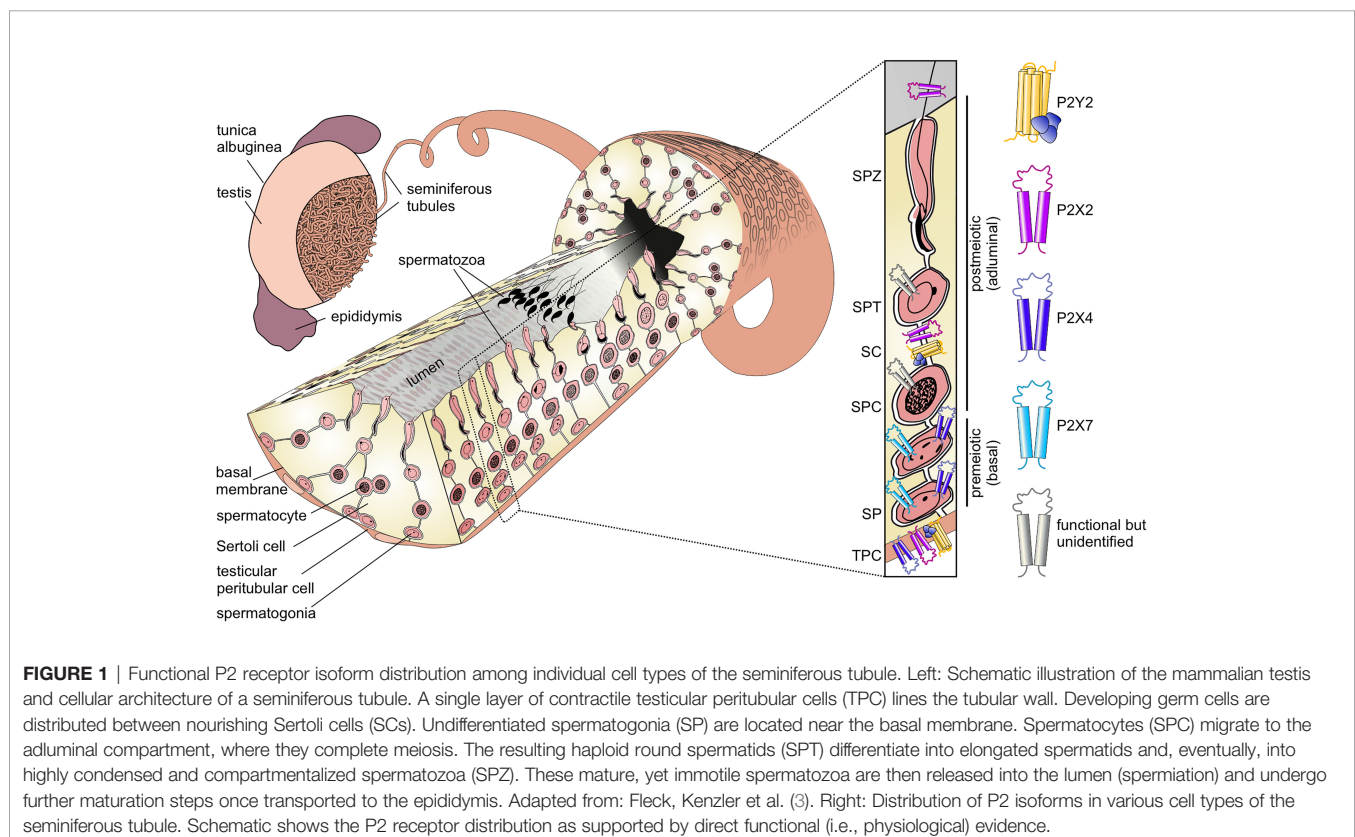 tunica
albuginea
testis
seminiferous
tubules
spermatozoa
epididymis
lumen
basal
membrane
spermatocyte
Sertoli cell
testicular
peritubular cell
spermatogonia
SPZ
SPT
SC
SPC
SP
TPC
postmeiotic
(adluminal)
premeiotic
(basal)
P2Y2
P2X2
P2X4
P2X7
functional but
unidentified
FIGURE 1 | Functional P2 receptor isoform distribution among individual cell types of the seminiferous tubule. Left: Schematic illustration of the mammalian testis
and cellular architecture of a seminiferous tubule. A single layer of contractile testicular peritubular cells (TPC) lines the tubular wall. Developing germ cells are
distributed between nourishing Sertoli cells (SCs). Undifferentiated spermatogonia (SP) are located near the basal membrane. Spermatocytes (SPC) migrate to the
adluminal compartment, where they complete meiosis. The resulting haploid round spermatids (SPT) differentiate into elongated spermatids and, eventually, into
highly condensed and compartmentalized spermatozoa (SPZ). These mature, yet immotile spermatozoa are then released into the lumen (spermiation) and undergo
further maturation steps once transported to the epididymis. Adapted from: Fleck, Kenzler et al. (3). Right: Distribution of P2 isoforms in various cell types of the
seminiferous tubule. Schematic shows the P2 receptor distribution as supported by direct functional (i.e., physiological) evidence.